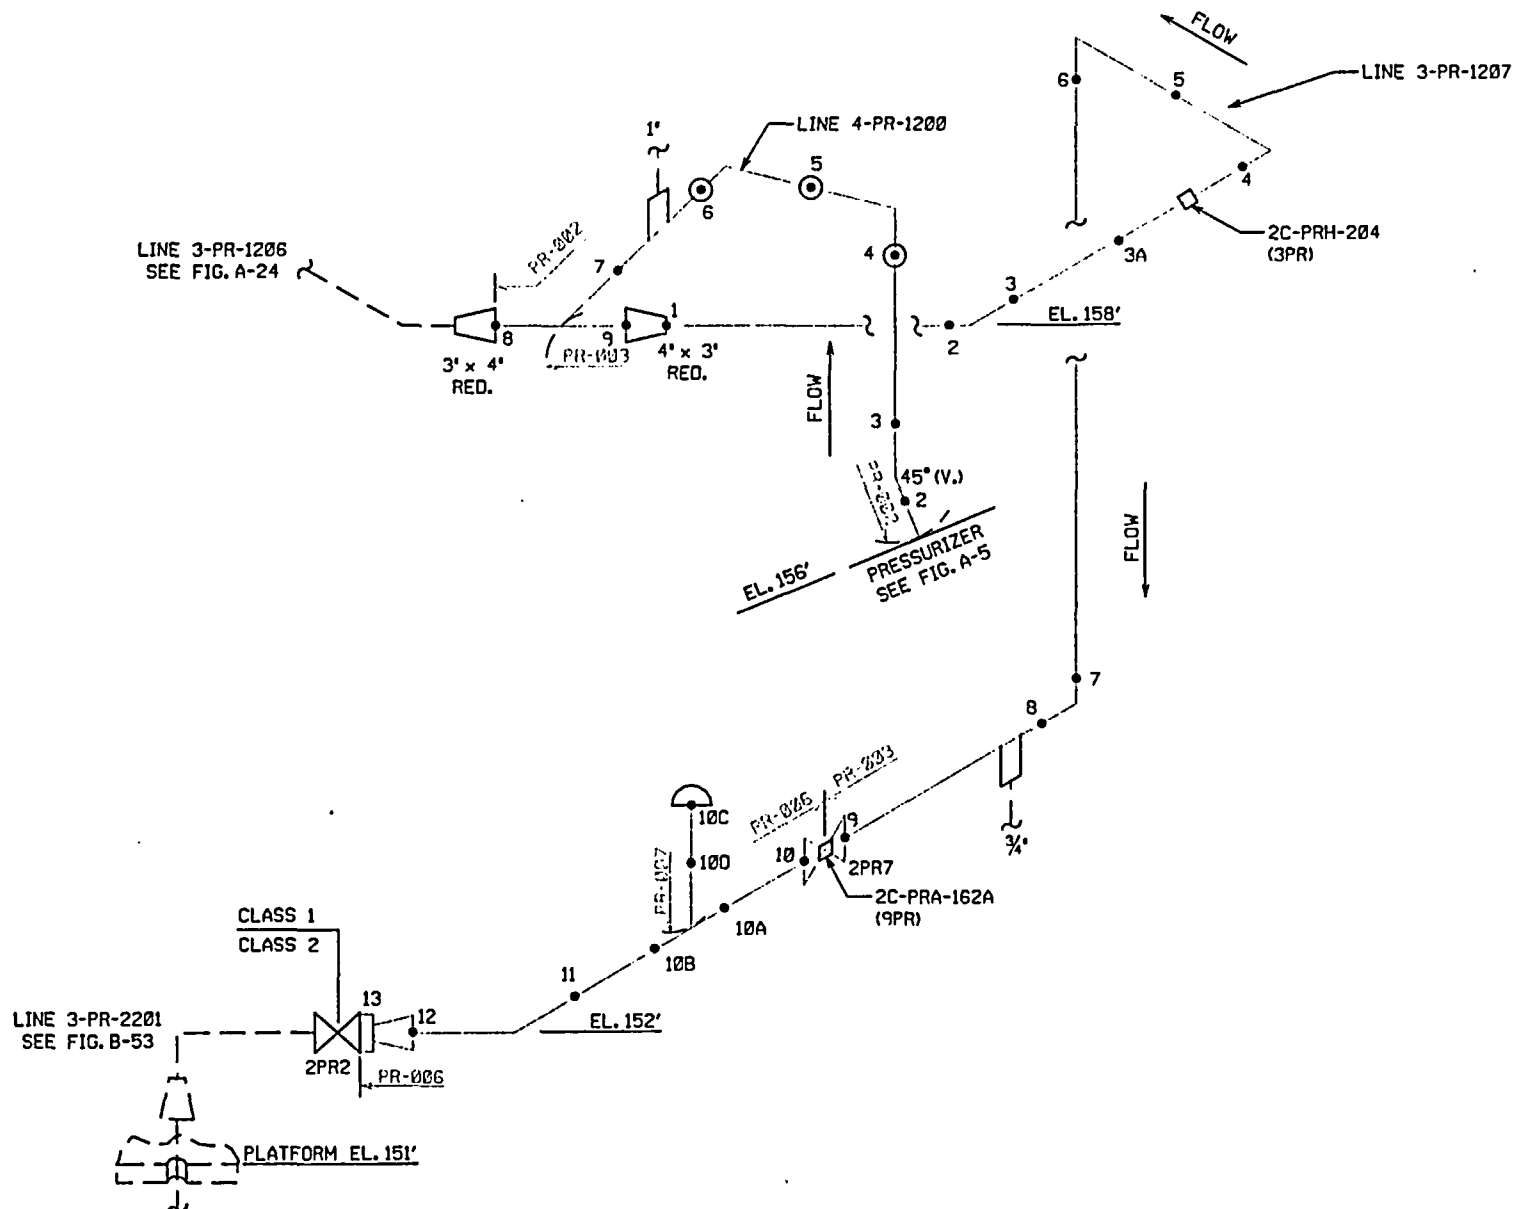 FLOW
LINE 3-PR-1207
6
5
4
LINE 4-PR-1200
1"
5
6
2C-PRH-204
(3PR)
3A
3
LINE 3-PR-1206
SEE FIG. A-24
PR-002
7
4
EL. 158'
8
9
1
2
PR-003
3" x 4"
RED.
4" x 3"
RED.
FLOW
3
45° (V.)
2
PR-002
PRESSURIZER
SEE FIG. A-5
EL. 156'
FLOW
7
8
3/4"
PR-006
PR-003
9
10
2PR7
2C-PRA-162A
(9PR)
10C
10D
PR-007
10A
10B
11
CLASS 1
CLASS 2
13
12
EL. 152'
LINE 3-PR-2201
SEE FIG. B-53
2PR2
PR-006
PLATFORM EL. 151'